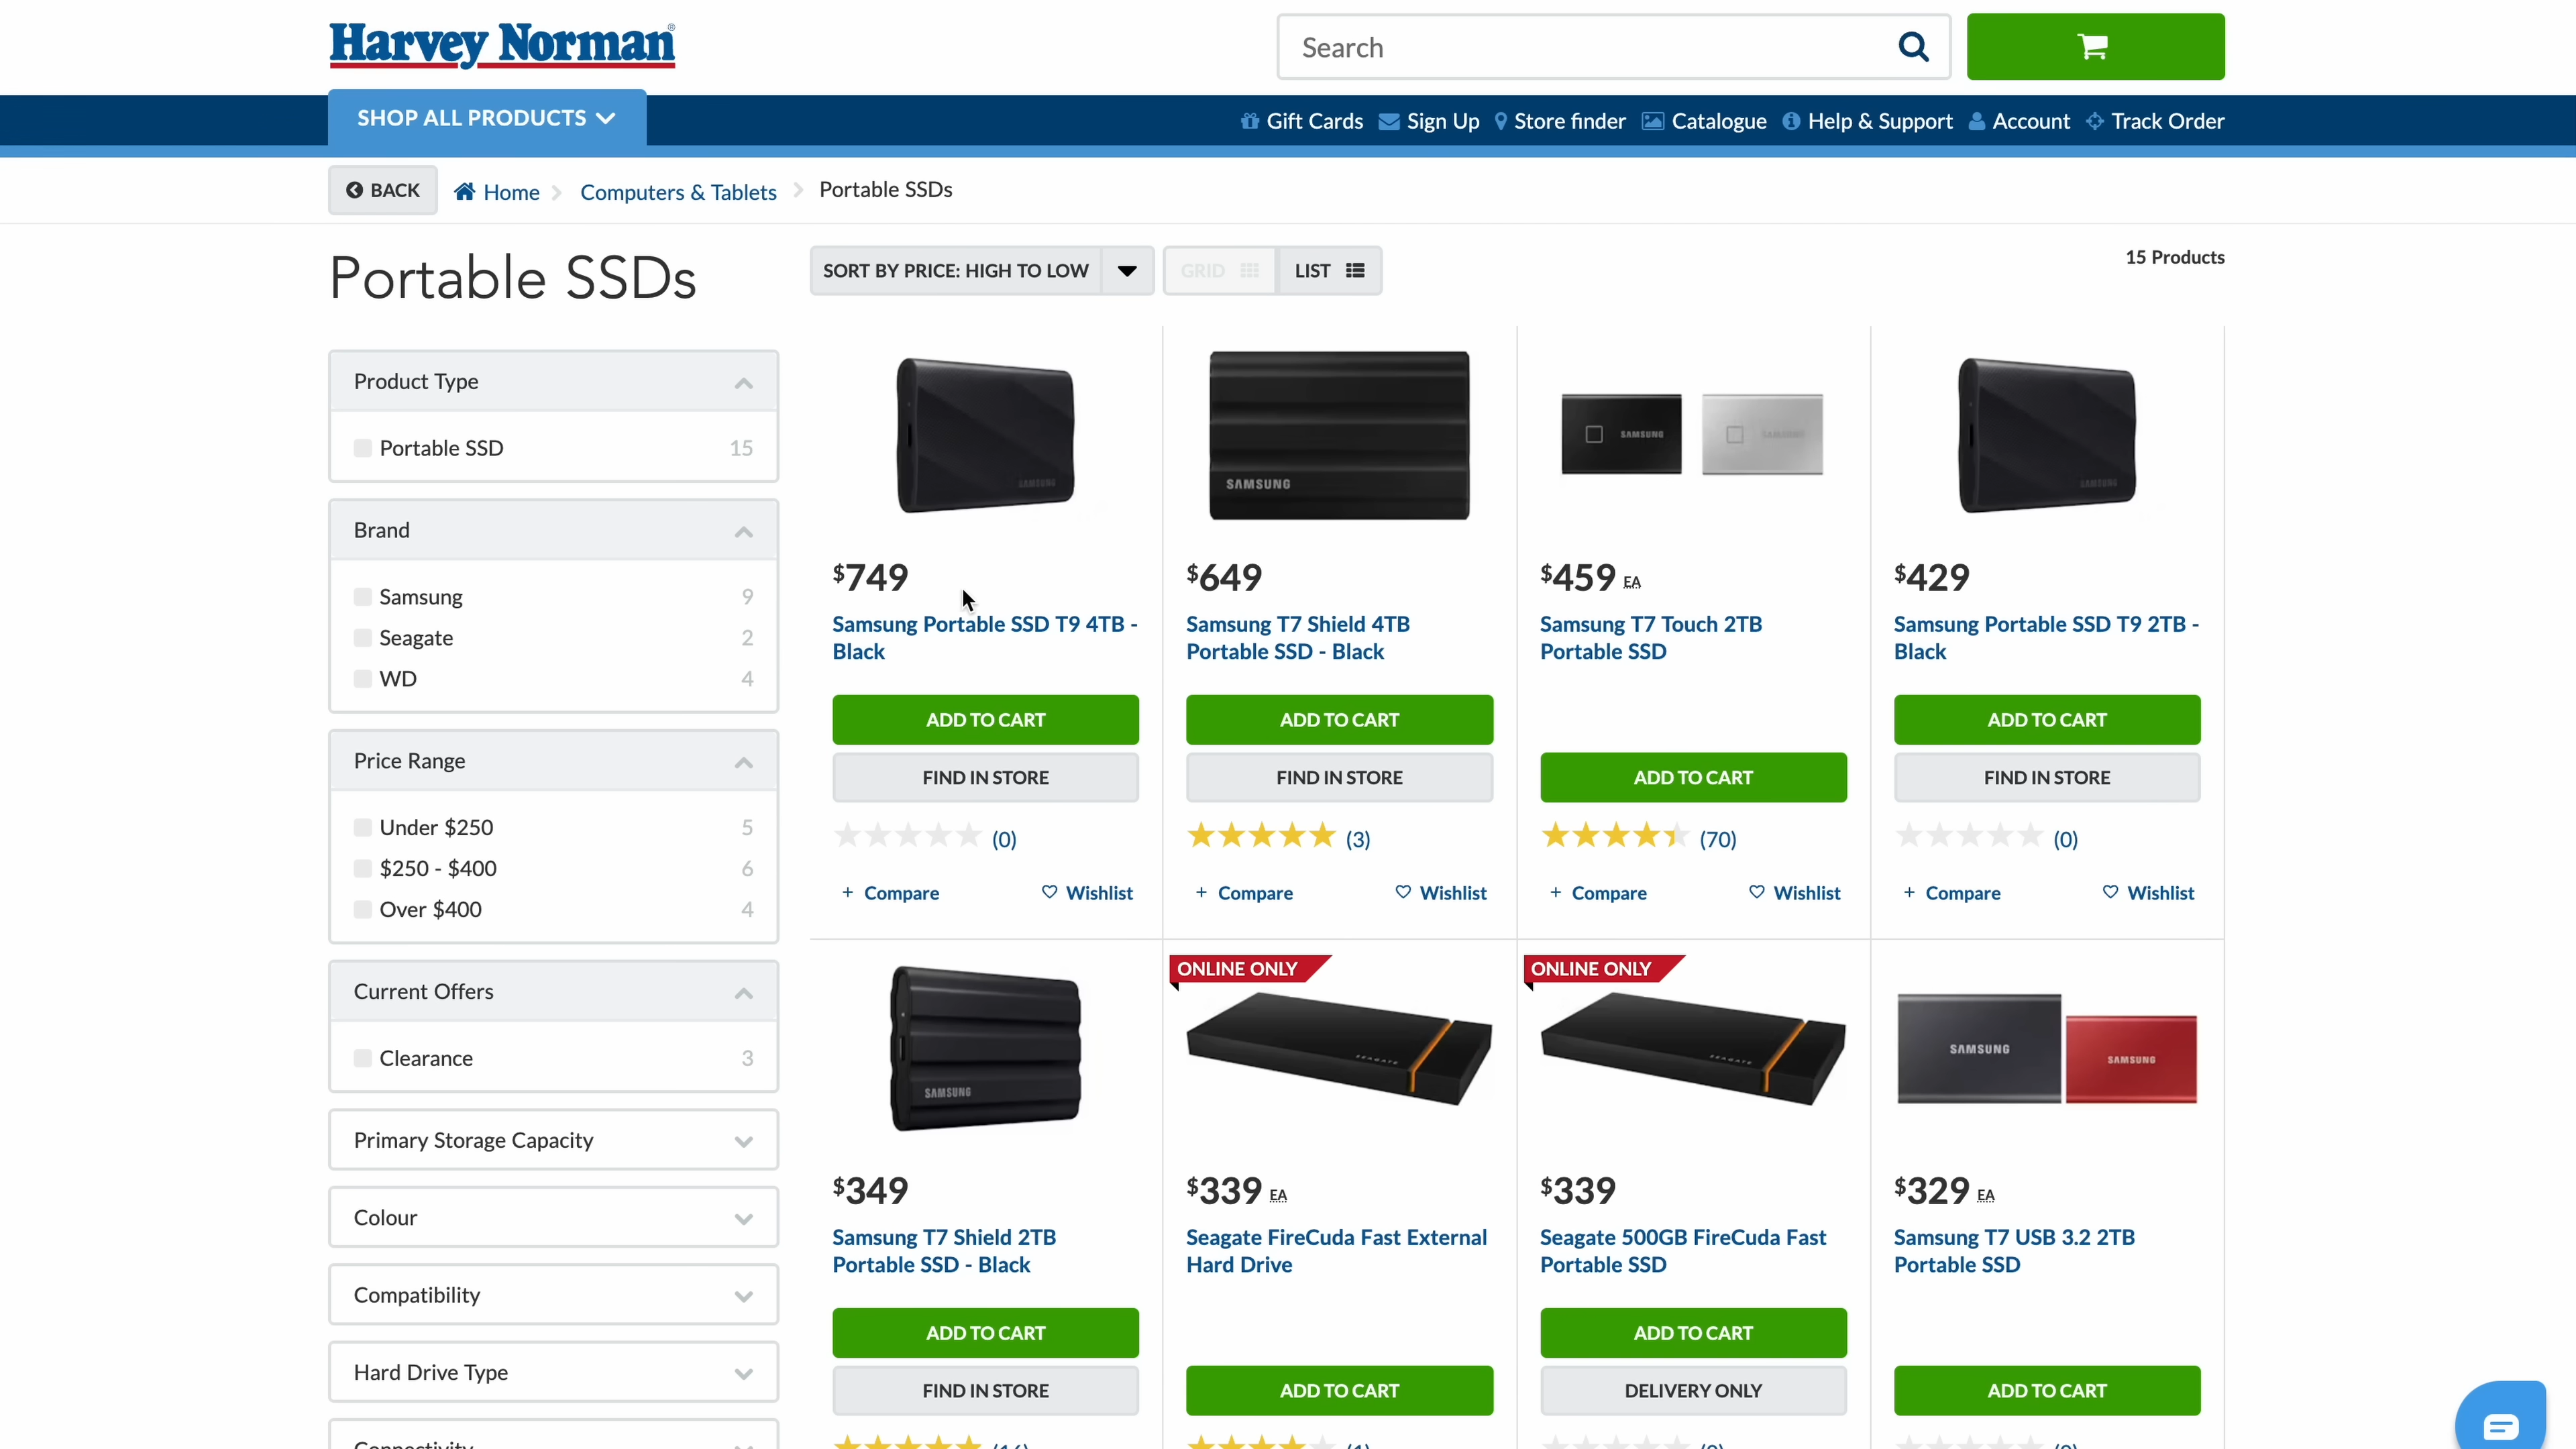 Harvey Norman
Search
SHOP ALL PRODUCTS
Gift Cards
Sign Up
Store finder
Catalogue
Help & Support
Account
Track Order
BACK
Home
Computers & Tablets
Portable SSDs
Portable SSDs
SORT BY PRICE: HIGH TO LOW
GRID
LIST
15 Products
Product Type
Portable SSD 15
Brand
Samsung 9
Seagate 2
WD 4
Price Range
Under $250 5
$250 - $400 6
Over $400 4
Current Offers
Clearance 3
Primary Storage Capacity
Colour
Compatibility
Hard Drive Type
Connectivity
SAMSUNG
$749
Samsung Portable SSD T9 4TB -
Black
ADD TO CART
FIND IN STORE
(0)
+ Compare
Wishlist
SAMSUNG
$649
Samsung T7 Shield 4TB
Portable SSD - Black
ADD TO CART
FIND IN STORE
(3)
+ Compare
Wishlist
SAMSUNG
SAMSUNG
$459 EA
Samsung T7 Touch 2TB
Portable SSD
ADD TO CART
(70)
+ Compare
Wishlist
SAMSUNG
$429
Samsung Portable SSD T9 2TB -
Black
ADD TO CART
FIND IN STORE
(0)
+ Compare
Wishlist
SAMSUNG
$349
Samsung T7 Shield 2TB
Portable SSD - Black
ADD TO CART
FIND IN STORE
ONLINE ONLY
SEAGATE
$339 EA
Seagate FireCuda Fast External
Hard Drive
ADD TO CART
ONLINE ONLY
SEAGATE
$339
Seagate 500GB FireCuda Fast
Portable SSD
ADD TO CART
DELIVERY ONLY
SAMSUNG
SAMSUNG
$329 EA
Samsung T7 USB 3.2 2TB
Portable SSD
ADD TO CART